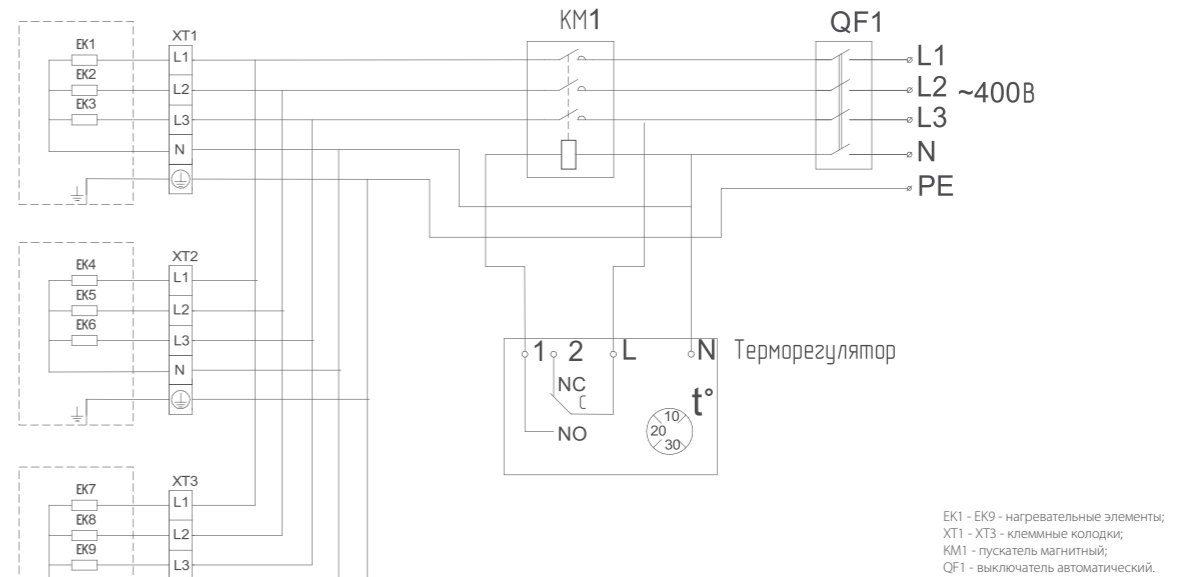 KM1
QF1
XT1
EK1
L1
L1
EK2
L2
L2
~400В
EK3
L3
L3
N
N
PE
XT2
EK4
L1
EK5
L2
EK6
L3
N
1 2 L N Терморегулятор
NC
C
t°
NO
10
20
30
XT3
EK7
L1
EK8
L2
EK9
L3
EK1 - EK9 - нагревательные элементы;
XT1 - XT3 - клеммные колодки;
KM1 - пускатель магнитный;
QF1 - выключатель автоматический.